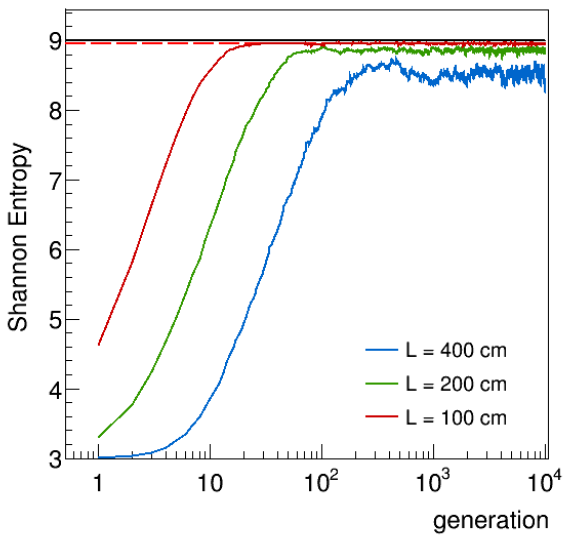 9
8
7
6
5
4
3
Shannon Entropy
L = 400 cm
L = 200 cm
L = 100 cm
1 10 10² 10³ 10⁴
generation